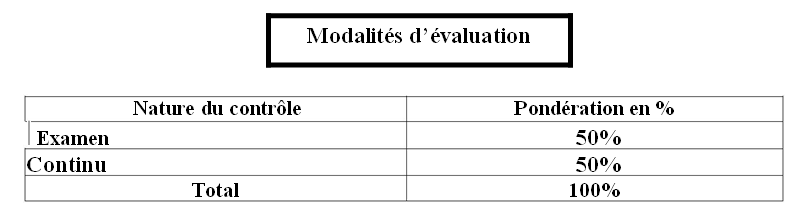 Modalités d'évaluation
Nature du contrôle Pondération en %
Examen 50%
Continu 50%
Total 100%